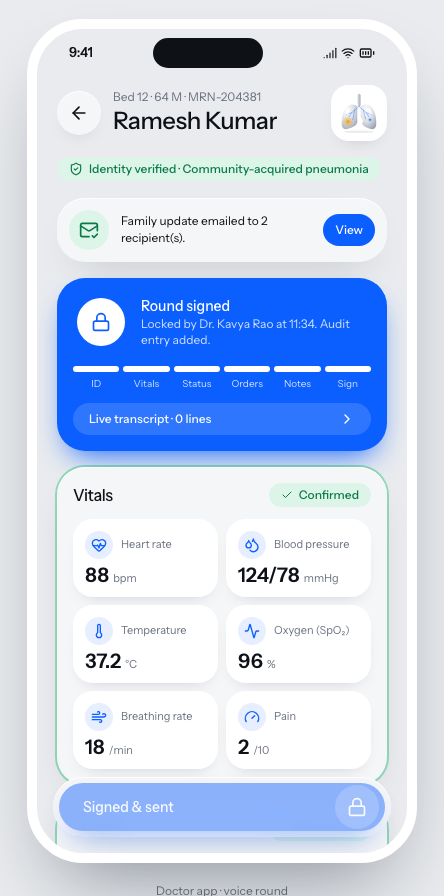 9:41
Bed 12 · 64 M · MRN-204381
Ramesh Kumar
Identity verified · Community-acquired pneumonia
Family update emailed to 2
recipient(s).
View
Round signed
Locked by Dr. Kavya Rao at 11:34. Audit
entry added.
ID Vitals Status Orders Notes Sign
Live transcript · 0 lines
Vitals
Confirmed
Heart rate
88 bpm
Blood pressure
124/78 mmHg
Temperature
37.2 °C
Oxygen (SpO₂)
96 %
Breathing rate
18 /min
Pain
2 /10
Signed & sent
Doctor app · voice round